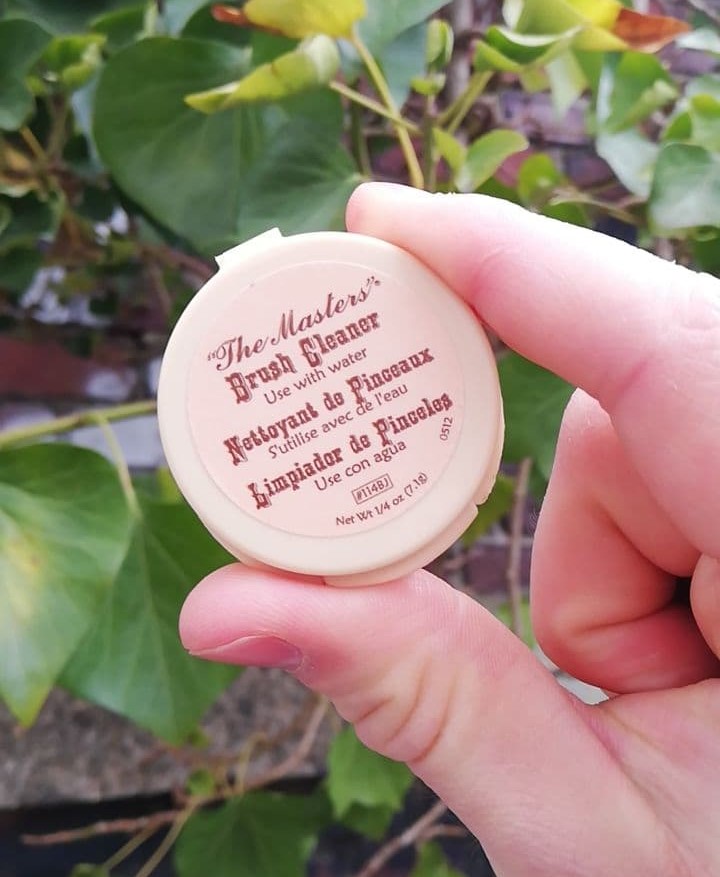 "The Masters"®
Brush Cleaner
Use with water
Nettoyant de Pinceaux
S'utilise avec de l'eau
Limpiador de Pinceles
Use con agua
#114BJ
Net Wt 1/4 oz (7.1g)
0512